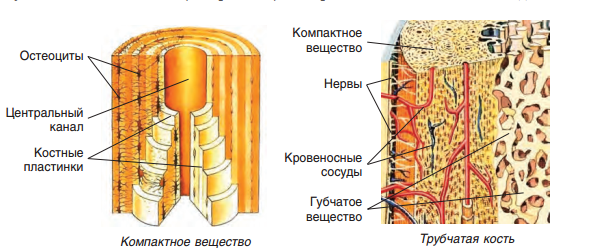 Остеоциты
Центральный
канал
Костные
пластинки
Компактное вещество
Компактное
вещество
Нервы
Кровеносные
сосуды
Губчатое
вещество
Трубчатая кость